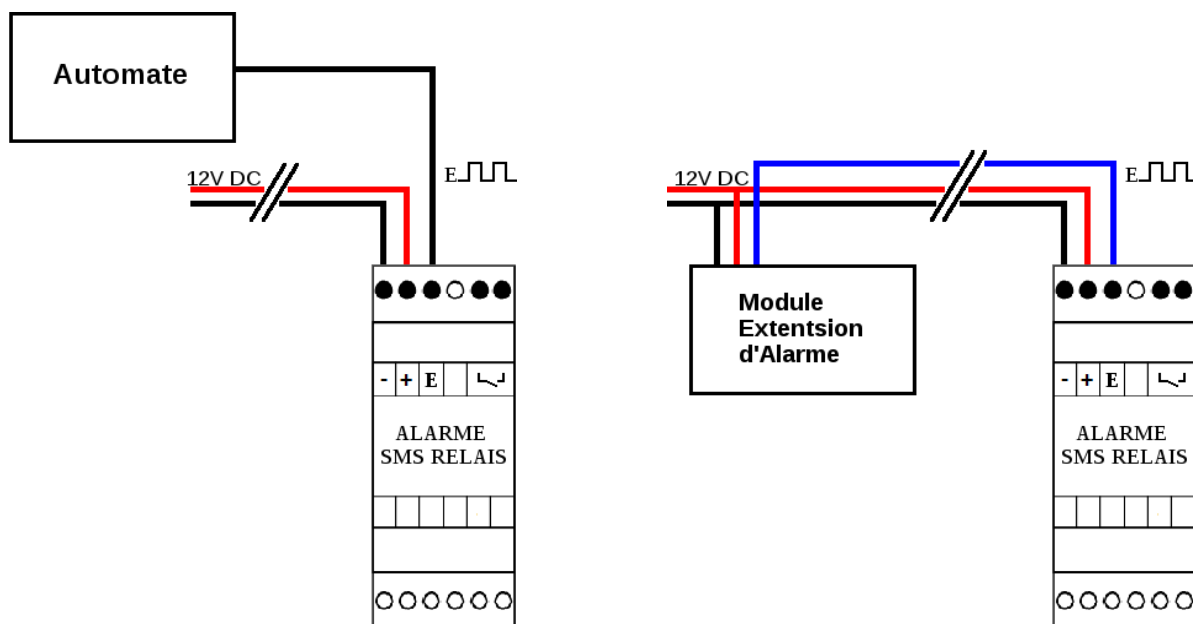 Automate
12V DC
E
- + E
ALARME
SMS RELAIS
12V DC
E
Module
Extentsion
d'Alarme
- + E
ALARME
SMS RELAIS